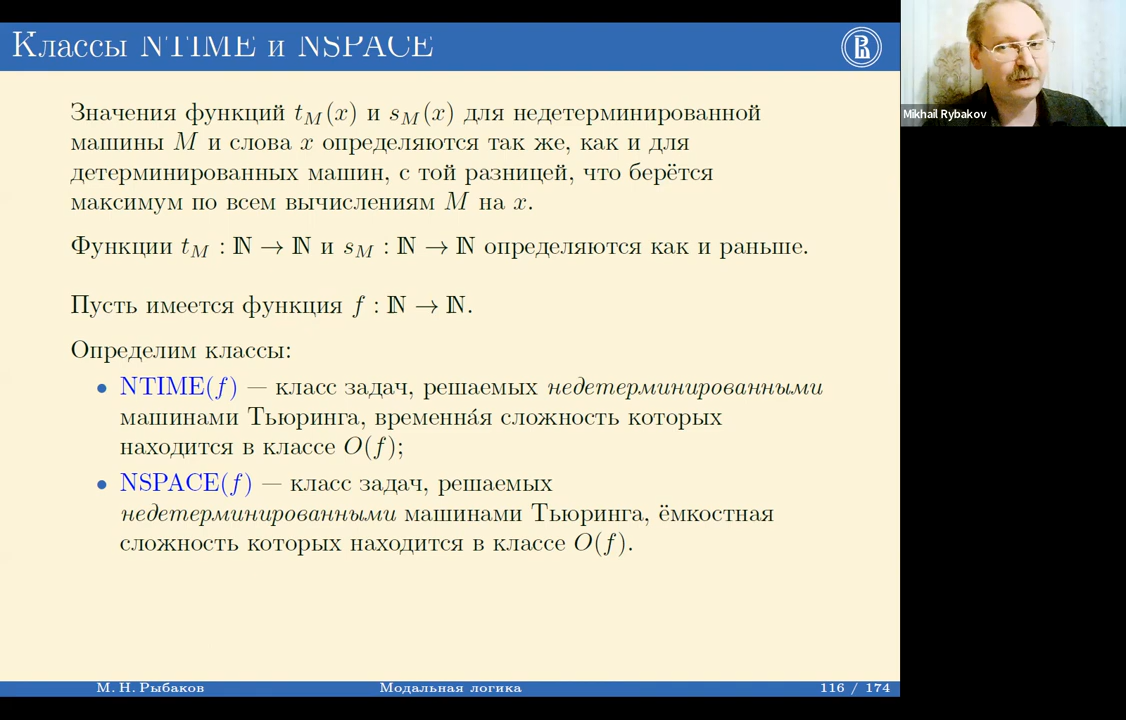 Классы NTIME и NSPACE
Mikhail Rybakov
Значения функций t_M(x) и s_M(x) для недетерминированной
машины M и слова x определяются так же, как и для
детерминированных машин, с той разницей, что берётся
максимум по всем вычислениям M на x.
Функции t_M : ℕ → ℕ и s_M : ℕ → ℕ определяются как и раньше.
Пусть имеется функция f : ℕ → ℕ.
Определим классы:
• NTIME(f) — класс задач, решаемых недетерминированными
машинами Тьюринга, временна́я сложность которых
находится в классе O(f);
• NSPACE(f) — класс задач, решаемых
недетерминированными машинами Тьюринга, ёмкостная
сложность которых находится в классе O(f).
М. Н. Рыбаков Модальная логика 116 / 174